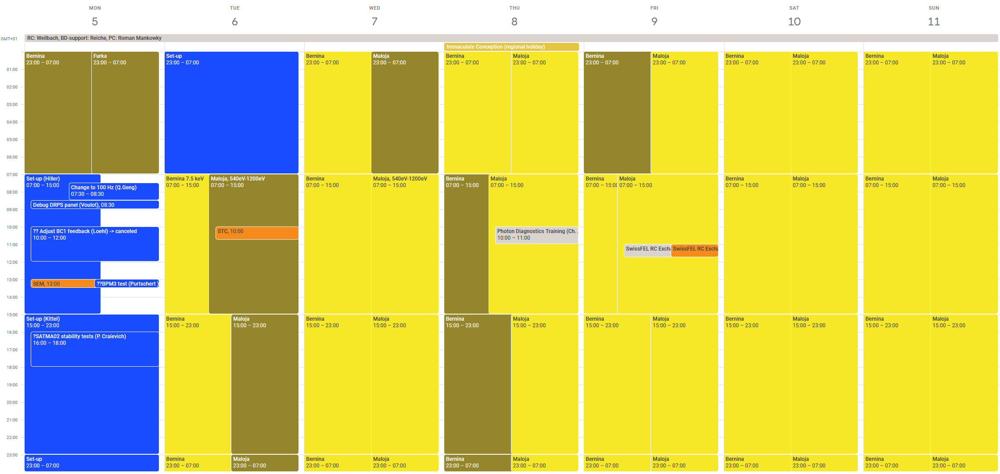 MON
5
TUE
6
WED
7
THU
8
FRI
9
SAT
10
SUN
11
GMT+01
RC: Weilbach, BD-support: Reiche, PC: Roman Mankowky
Immaculate Conception (regional holiday)
Bernina
23:00 – 07:00
Furka
23:00 – 07:00
Set-up
23:00 – 07:00
Bernina
23:00 – 07:00
Maloja
23:00 – 07:00
Bernina
23:00 – 07:00
Maloja
23:00 – 07:00
Bernina
23:00 – 07:00
Maloja
23:00 – 07:00
Bernina
23:00 – 07:00
Maloja
23:00 – 07:00
Bernina
23:00 – 07:00
Maloja
23:00 – 07:00
01:00
02:00
03:00
04:00
05:00
06:00
07:00
Set-up (Hiller)
07:00 – 15:00
Change to 100 Hz (Q.Geng)
07:30 – 08:30
Debug DRPS panel (Voulot), 08:30
?? Adjust BC1 feedback (Loehl) -> canceled
10:00 – 12:00
SEM, 13:00
??BPM3 test (Purtschert )
Bernina 7.5 keV
07:00 – 15:00
Maloja, 540eV-1200eV
07:00 – 15:00
STC, 10:00
Bernina
07:00 – 15:00
Maloja, 540eV-1200eV
07:00 – 15:00
Bernina
07:00 – 15:00
Maloja
07:00 – 15:00
Photon Diagnostics Training (Ch.
10:00 – 11:00
Bernina
07:00 – 15:00
Maloja
07:00 – 15:00
SwissFEL RC Excha
SwissFEL RC Excha
Bernina
07:00 – 15:00
Maloja
07:00 – 15:00
Bernina
07:00 – 15:00
Maloja
07:00 – 15:00
08:00
09:00
10:00
11:00
12:00
13:00
14:00
15:00
Set-up (Kittel)
15:00 – 23:00
?SATMA02 stability tests (P. Craievich)
16:00 – 18:00
Bernina
15:00 – 23:00
Maloja
15:00 – 23:00
Bernina
15:00 – 23:00
Maloja
15:00 – 23:00
Bernina
15:00 – 23:00
Maloja
15:00 – 23:00
Bernina
15:00 – 23:00
Maloja
15:00 – 23:00
Bernina
15:00 – 23:00
Maloja
15:00 – 23:00
Bernina
15:00 – 23:00
Maloja
15:00 – 23:00
16:00
17:00
18:00
19:00
20:00
21:00
22:00
23:00
Set-up
23:00 – 07:00
Bernina
23:00 – 07:00
Maloja
23:00 – 07:00
Bernina
23:00 – 07:00
Maloja
23:00 – 07:00
Bernina
23:00 – 07:00
Maloja
23:00 – 07:00
Bernina
23:00 – 07:00
Maloja
23:00 – 07:00
Bernina
23:00 – 07:00
Maloja
23:00 – 07:00
Bernina
23:00 – 07:00
Maloja
23:00 – 07:00